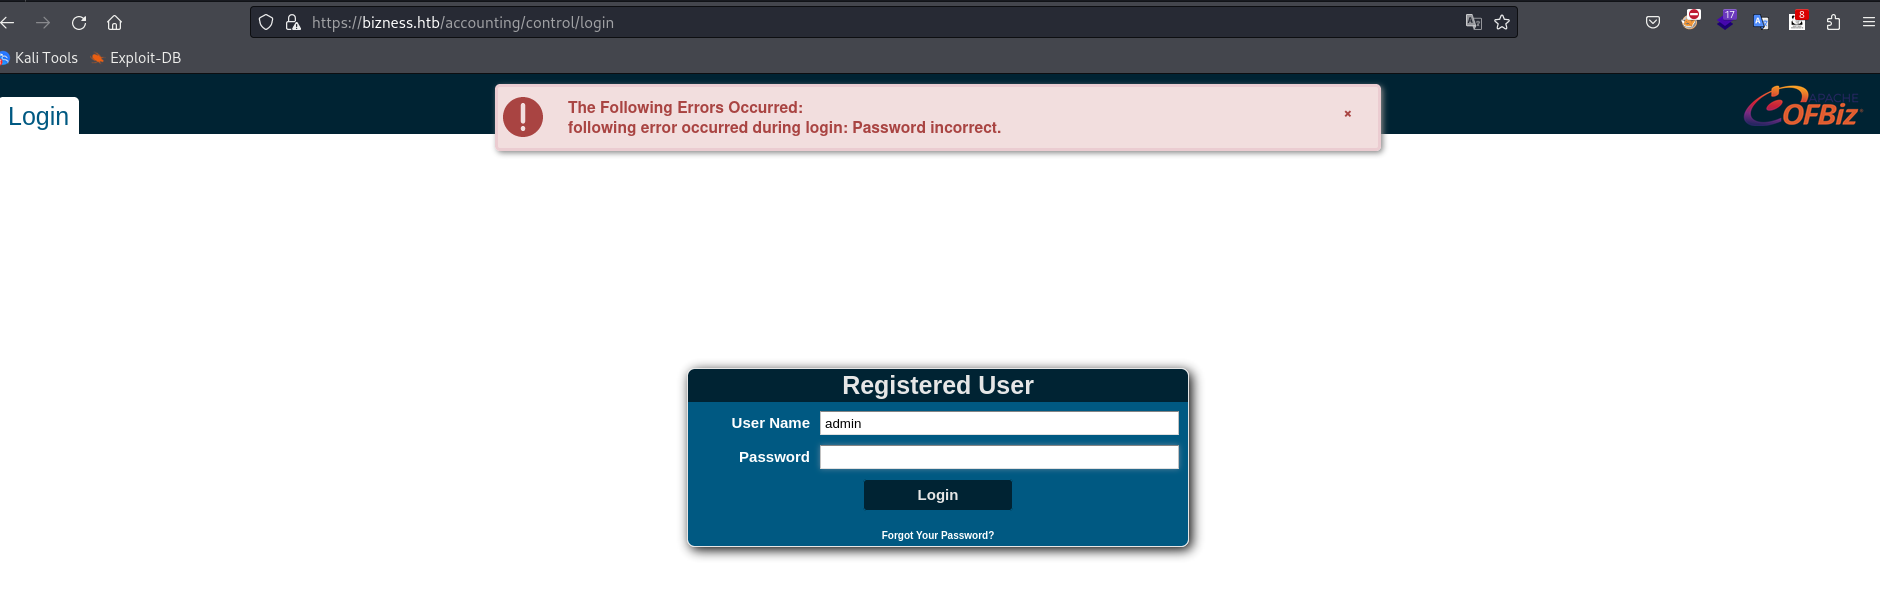 https://bizness.htb/accounting/control/login
17
8
Kali Tools Exploit-DB
Login
The Following Errors Occurred:
following error occurred during login: Password incorrect.
×
APACHE
OFBiz
Registered User
User Name admin
Password
Login
Forgot Your Password?